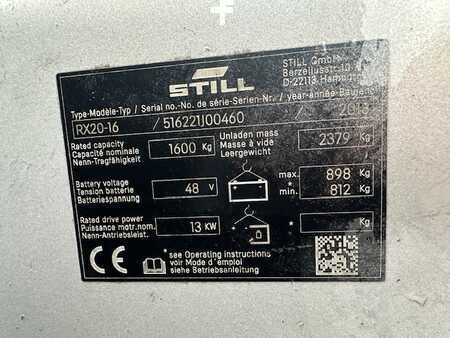 STILL
STILL GmbH
Berzeliusstr.10
D-22113 Hamburg
Type-Modèle-Typ / Serial no.-No. de série-Serien-Nr. / year-année-Baujahr
RX20-16 / 516221J00460
Rated capacity
Capacité nominale
Nenn-Tragfähigkeit
1600 Kg
Unladen mass
Masse à vide
Leergewicht
2379 Kg
Battery voltage
Tension batterie
Batteriespannung
48 V
max. 898 Kg
*
min. 812 Kg
Rated drive power
Puissance motr.nom.
Nenn-Antriebsleist.
13 KW
* Kg
CE
*see Operating instructions
voir Mode d'emploi
siehe Betriebsanleitung